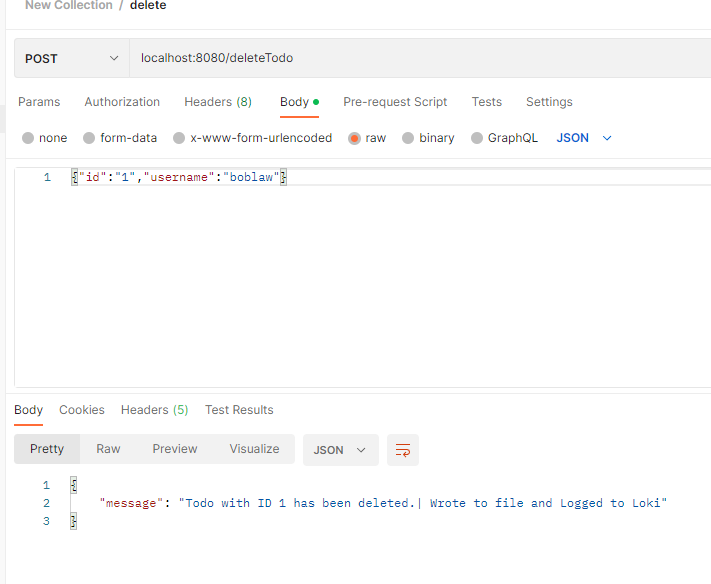 New Collection / delete
POST localhost:8080/deleteTodo
Params Authorization Headers (8) Body Pre-request Script Tests Settings
none form-data x-www-form-urlencoded raw binary GraphQL JSON
1 {"id":"1","username":"boblaw"}
Body Cookies Headers (5) Test Results
Pretty Raw Preview Visualize JSON
1 {
2 "message": "Todo with ID 1 has been deleted.| Wrote to file and Logged to Loki"
3 }